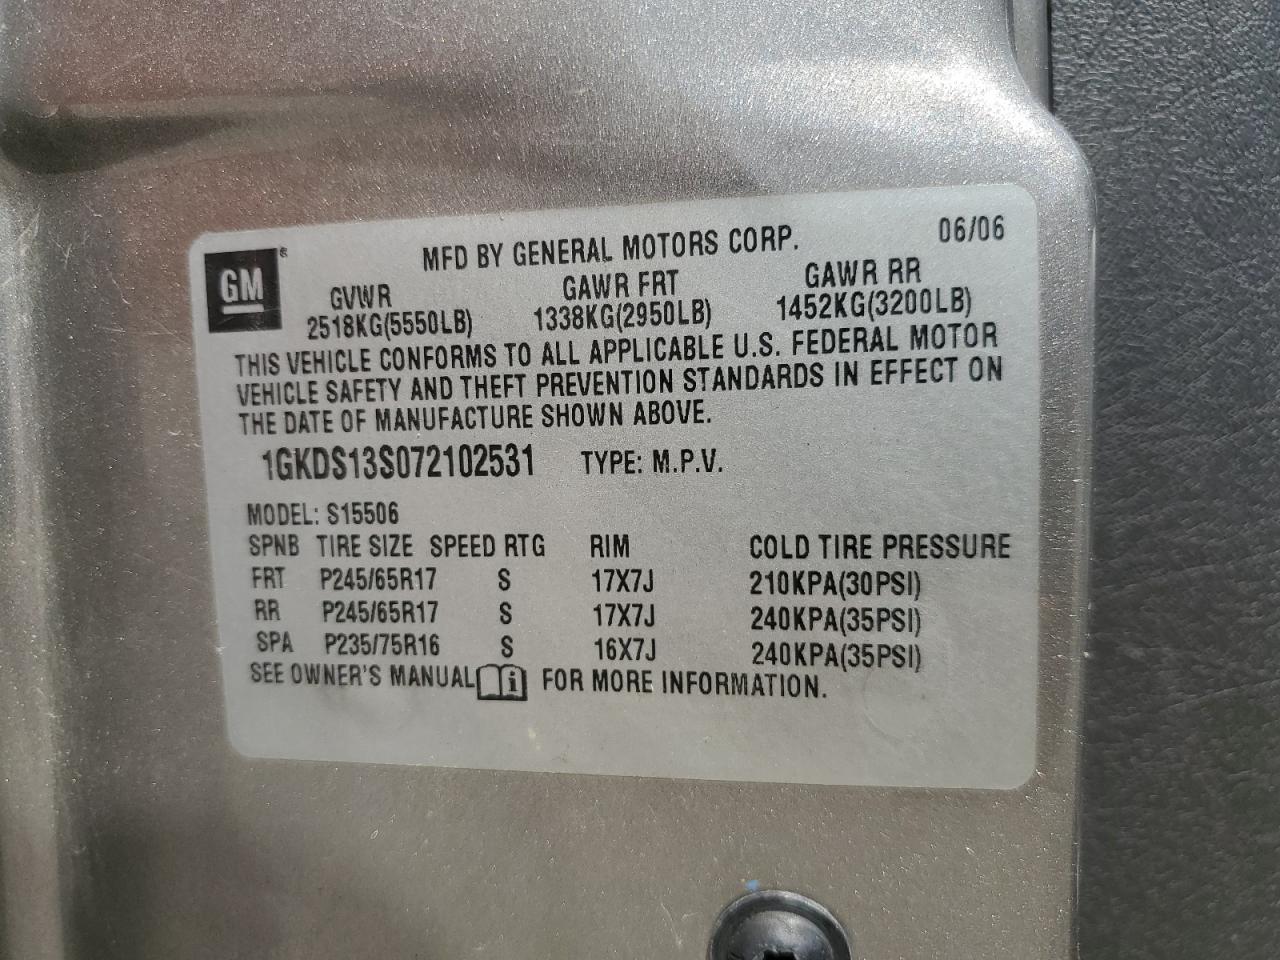 GM® MFD BY GENERAL MOTORS CORP. 06/06
GVWR GAWR FRT GAWR RR
2518KG(5550LB) 1338KG(2950LB) 1452KG(3200LB)
THIS VEHICLE CONFORMS TO ALL APPLICABLE U.S. FEDERAL MOTOR
VEHICLE SAFETY AND THEFT PREVENTION STANDARDS IN EFFECT ON
THE DATE OF MANUFACTURE SHOWN ABOVE.
1GKDS13S072102531 TYPE: M.P.V.
MODEL: S15506
SPNB TIRE SIZE SPEED RTG RIM COLD TIRE PRESSURE
FRT P245/65R17 S 17X7J 210KPA(30PSI)
RR P245/65R17 S 17X7J 240KPA(35PSI)
SPA P235/75R16 S 16X7J 240KPA(35PSI)
SEE OWNER'S MANUAL i FOR MORE INFORMATION.